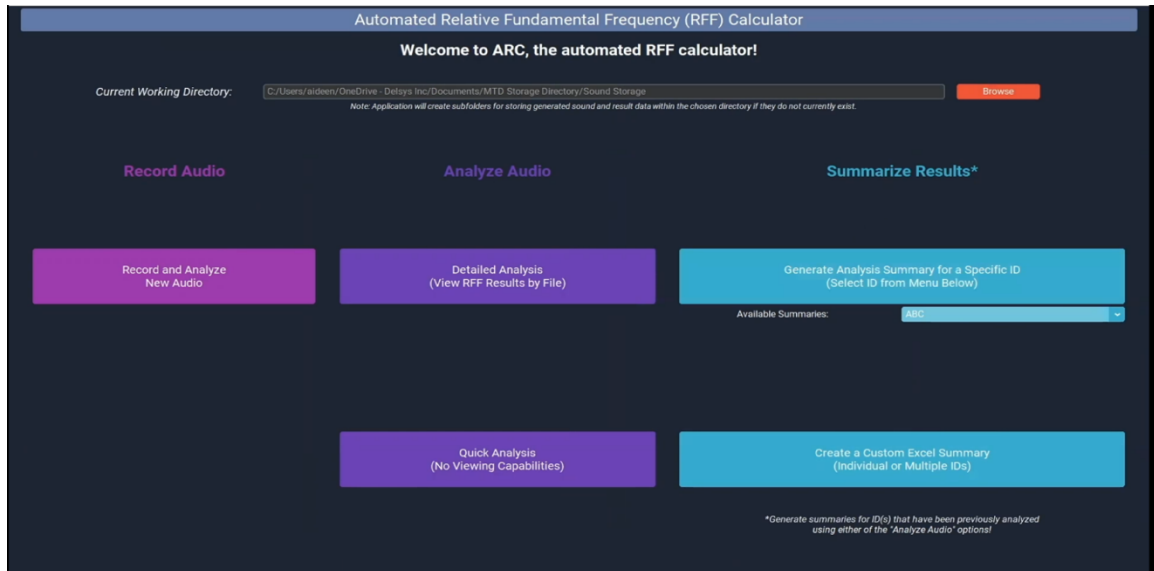 Automated Relative Fundamental Frequency (RFF) Calculator
Welcome to ARC, the automated RFF calculator!
Current Working Directory:
C:/Users/aideen/OneDrive - Delsys Inc/Documents/MTD Storage Directory/Sound Storage
Browse
Note: Application will create subfolders for storing generated sound and result data within the chosen directory if they do not currently exist.
Record Audio
Analyze Audio
Summarize Results*
Record and Analyze
New Audio
Detailed Analysis
(View RFF Results by File)
Generate Analysis Summary for a Specific ID
(Select ID from Menu Below)
Available Summaries:
ABC
Quick Analysis
(No Viewing Capabilities)
Create a Custom Excel Summary
(Individual or Multiple IDs)
*Generate summaries for ID(s) that have been previously analyzed
using either of the "Analyze Audio" options!